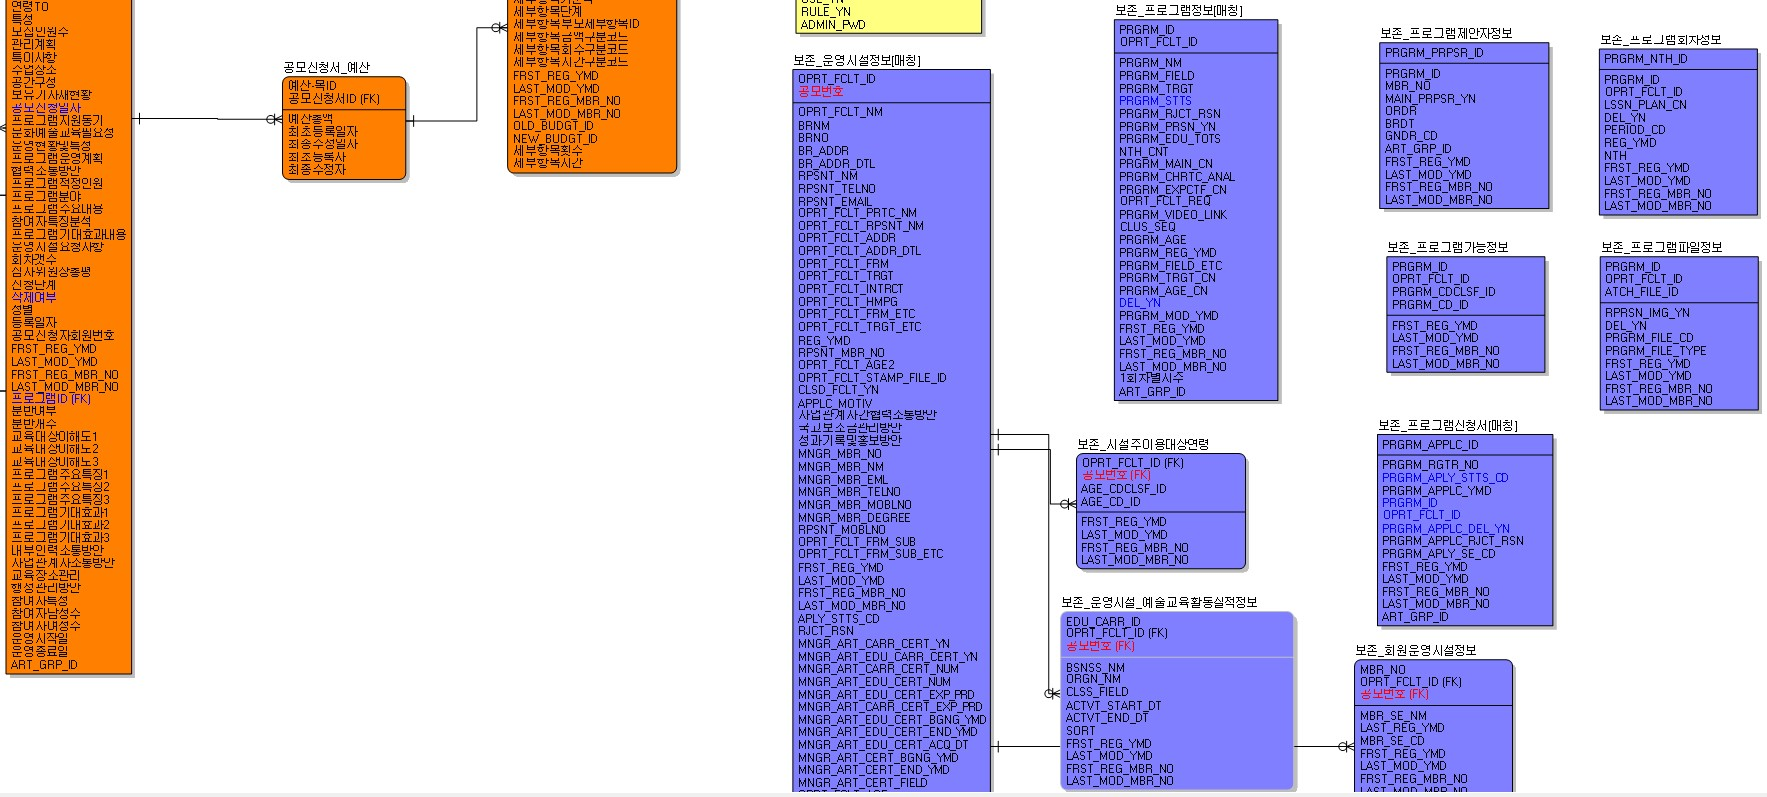 연령TO
특성
모집인원수
관리계획
특이사항
수업장소
공간구성
보유기자재현황
공모신청일자
프로그램지원동기
문화예술교육필요성
운영현황및특성
프로그램운영계획
협력소통방안
프로그램적정인원
프로그램분야
프로그램주요내용
참여자특징분석
프로그램기대효과내용
운영시설요청사항
회차갯수
심사위원상종평
신청단계
삭제여부
성별
등록일자
공모신청자회원번호
FRST_REG_YMD
LAST_MOD_YMD
FRST_REG_MBR_NO
LAST_MOD_MBR_NO
프로그램ID (FK)
분반여부
분반개수
교육대상이해도1
교육대상이해도2
교육대상이해도3
프로그램주요특징1
프로그램주요특징2
프로그램주요특징3
프로그램기대효과1
프로그램기대효과2
프로그램기대효과3
내부인력소통방안
사업관계자소통방안
교육장소관리
행정관리방안
참여자특성
참여자남성수
참여자여성수
운영시작일
운영종료일
ART_GRP_ID
공모신청서_예산
예산-목ID
공모신청서ID (FK)
예산총액
최초등록일자
최종수정일자
최초등록자
최종수정자
세부항목단계
세부항목부모세부항목ID
세부항목금액구분코드
세부항목회수구분코드
세부항목시간구분코드
FRST_REG_YMD
LAST_MOD_YMD
FRST_REG_MBR_NO
LAST_MOD_MBR_NO
OLD_BUDGT_ID
NEW_BUDGT_ID
세부항목횟수
세부항목시간
USE_YN
RULE_YN
ADMIN_PWD
보존_운영시설정보[매칭]
OPRT_FCLT_ID
공모번호
OPRT_FCLT_NM
BRNM
BRNO
BR_ADDR
BR_ADDR_DTL
RPSNT_NM
RPSNT_TELNO
RPSNT_EMAIL
OPRT_FCLT_PRTC_NM
OPRT_FCLT_RPSNT_NM
OPRT_FCLT_ADDR
OPRT_FCLT_ADDR_DTL
OPRT_FCLT_FRM
OPRT_FCLT_TRGT
OPRT_FCLT_INTRCT
OPRT_FCLT_HMPG
OPRT_FCLT_FRM_ETC
OPRT_FCLT_TRGT_ETC
REG_YMD
RPSNT_MBR_NO
OPRT_FCLT_AGE2
OPRT_FCLT_STAMP_FILE_ID
CLSD_FCLT_YN
APPLC_MOTIV
사업관계자간협력소통방안
국고보조금관리방안
성과기록및홍보방안
MNGR_MBR_NO
MNGR_MBR_NM
MNGR_MBR_EML
MNGR_MBR_TELNO
MNGR_MBR_MOBLNO
MNGR_MBR_DEGREE
RPSNT_MOBLNO
OPRT_FCLT_FRM_SUB
OPRT_FCLT_FRM_SUB_ETC
FRST_REG_YMD
LAST_MOD_YMD
FRST_REG_MBR_NO
LAST_MOD_MBR_NO
APLY_STTS_CD
RJCT_RSN
MNGR_ART_CARR_CERT_YN
MNGR_ART_EDU_CARR_CERT_YN
MNGR_ART_CARR_CERT_NUM
MNGR_ART_EDU_CERT_NUM
MNGR_ART_EDU_CERT_EXP_PRD
MNGR_ART_CARR_CERT_EXP_PRD
MNGR_ART_EDU_CERT_BGNG_YMD
MNGR_ART_EDU_CERT_END_YMD
MNGR_ART_EDU_CERT_ACQ_DT
MNGR_ART_CERT_BGNG_YMD
MNGR_ART_CERT_END_YMD
MNGR_ART_CERT_FIELD
보존_프로그램정보[매칭]
PRGRM_ID
OPRT_FCLT_ID
PRGRM_NM
PRGRM_FIELD
PRGRM_TRGT
PRGRM_STTS
PRGRM_RJCT_RSN
PRGRM_PRSN_YN
PRGRM_EDU_TOTS
NTH_CNT
PRGRM_MAIN_CN
PRGRM_CHRTC_ANAL
PRGRM_EXPCTF_CN
OPRT_FCLT_REQ
PRGRM_VIDEO_LINK
CLUS_SEQ
PRGRM_AGE
PRGRM_REG_YMD
PRGRM_FIELD_ETC
PRGRM_TRGT_CN
PRGRM_AGE_CN
DEL_YN
PRGRM_MOD_YMD
FRST_REG_YMD
LAST_MOD_YMD
FRST_REG_MBR_NO
LAST_MOD_MBR_NO
1회차별시수
ART_GRP_ID
보존_시설주이용대상연령
OPRT_FCLT_ID (FK)
공모번호 (FK)
AGE_CDCLSF_ID
AGE_CD_ID
FRST_REG_YMD
LAST_MOD_YMD
FRST_REG_MBR_NO
LAST_MOD_MBR_NO
보존_운영시설_예술교육활동실적정보
EDU_CARR_ID
OPRT_FCLT_ID (FK)
공모번호 (FK)
BSNSS_NM
ORGN_NM
CLSS_FIELD
ACTVT_START_DT
ACTVT_END_DT
SORT
FRST_REG_YMD
LAST_MOD_YMD
FRST_REG_MBR_NO
LAST_MOD_MBR_NO
보존_프로그램제안자정보
PRGRM_PRPSR_ID
PRGRM_ID
MBR_NO
MAIN_PRPSR_YN
ORDR
BRDT
GNDR_CD
ART_GRP_ID
FRST_REG_YMD
LAST_MOD_YMD
FRST_REG_MBR_NO
LAST_MOD_MBR_NO
보존_프로그램가능정보
PRGRM_ID
OPRT_FCLT_ID
PRGRM_CDCLSF_ID
PRGRM_CD_ID
FRST_REG_YMD
LAST_MOD_YMD
FRST_REG_MBR_NO
LAST_MOD_MBR_NO
보존_프로그램신청서[매칭]
PRGRM_APPLC_ID
PRGRM_RGTR_NO
PRGRM_APLY_STTS_CD
PRGRM_APPLC_YMD
PRGRM_ID
OPRT_FCLT_ID
PRGRM_APPLC_DEL_YN
PRGRM_APPLC_RJCT_RSN
PRGRM_APLY_SE_CD
FRST_REG_YMD
LAST_MOD_YMD
FRST_REG_MBR_NO
LAST_MOD_MBR_NO
ART_GRP_ID
보존_회원운영시설정보
MBR_NO
OPRT_FCLT_ID (FK)
공모번호 (FK)
MBR_SE_NM
LAST_REG_YMD
MBR_SE_CD
FRST_REG_YMD
LAST_MOD_YMD
FRST_REG_MBR_NO
LAST_MOD_MBR_NO
보존_프로그램회차정보
PRGRM_NTH_ID
PRGRM_ID
OPRT_FCLT_ID
LSSN_PLAN_CN
DEL_YN
PERIOD_CD
REG_YMD
NTH
FRST_REG_YMD
LAST_MOD_YMD
FRST_REG_MBR_NO
LAST_MOD_MBR_NO
보존_프로그램파일정보
PRGRM_ID
OPRT_FCLT_ID
ATCH_FILE_ID
RPRSN_IMG_YN
DEL_YN
PRGRM_FILE_CD
PRGRM_FILE_TYPE
FRST_REG_YMD
LAST_MOD_YMD
FRST_REG_MBR_NO
LAST_MOD_MBR_NO